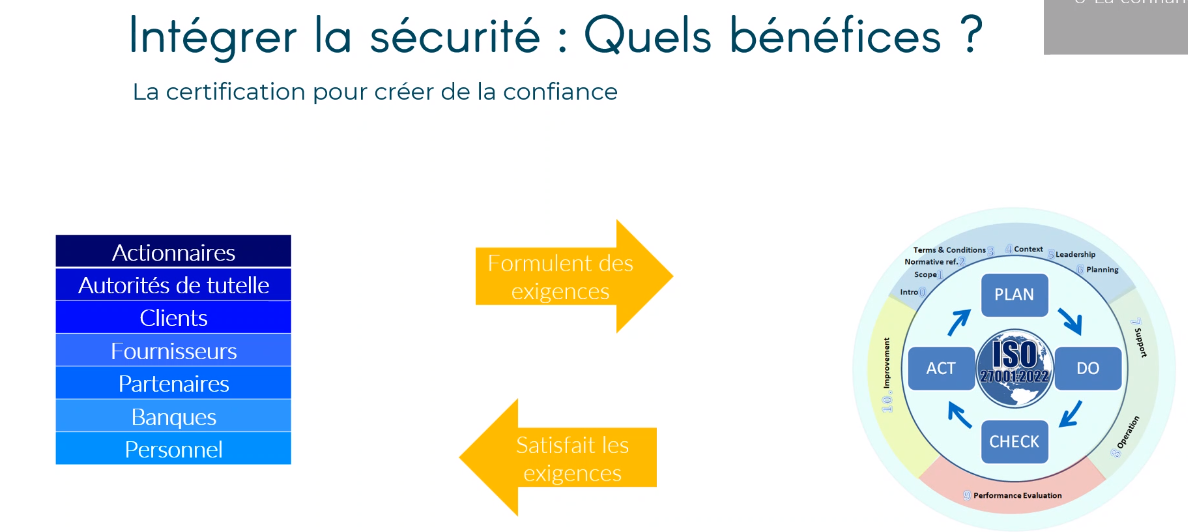 Intégrer la sécurité : Quels bénéfices ?
La certification pour créer de la confiance
Actionnaires
Autorités de tutelle
Clients
Fournisseurs
Partenaires
Banques
Personnel
Formulent des
exigences
Satisfait les
exigences
Intro 0
Scope 1
Normative ref. 2
Terms & Conditions 3
4 Context
5 Leadership
6 Planning
7 Support
8 Operation
9 Performance Evaluation
10. Improvement
PLAN
DO
CHECK
ACT
ISO
27001:2022